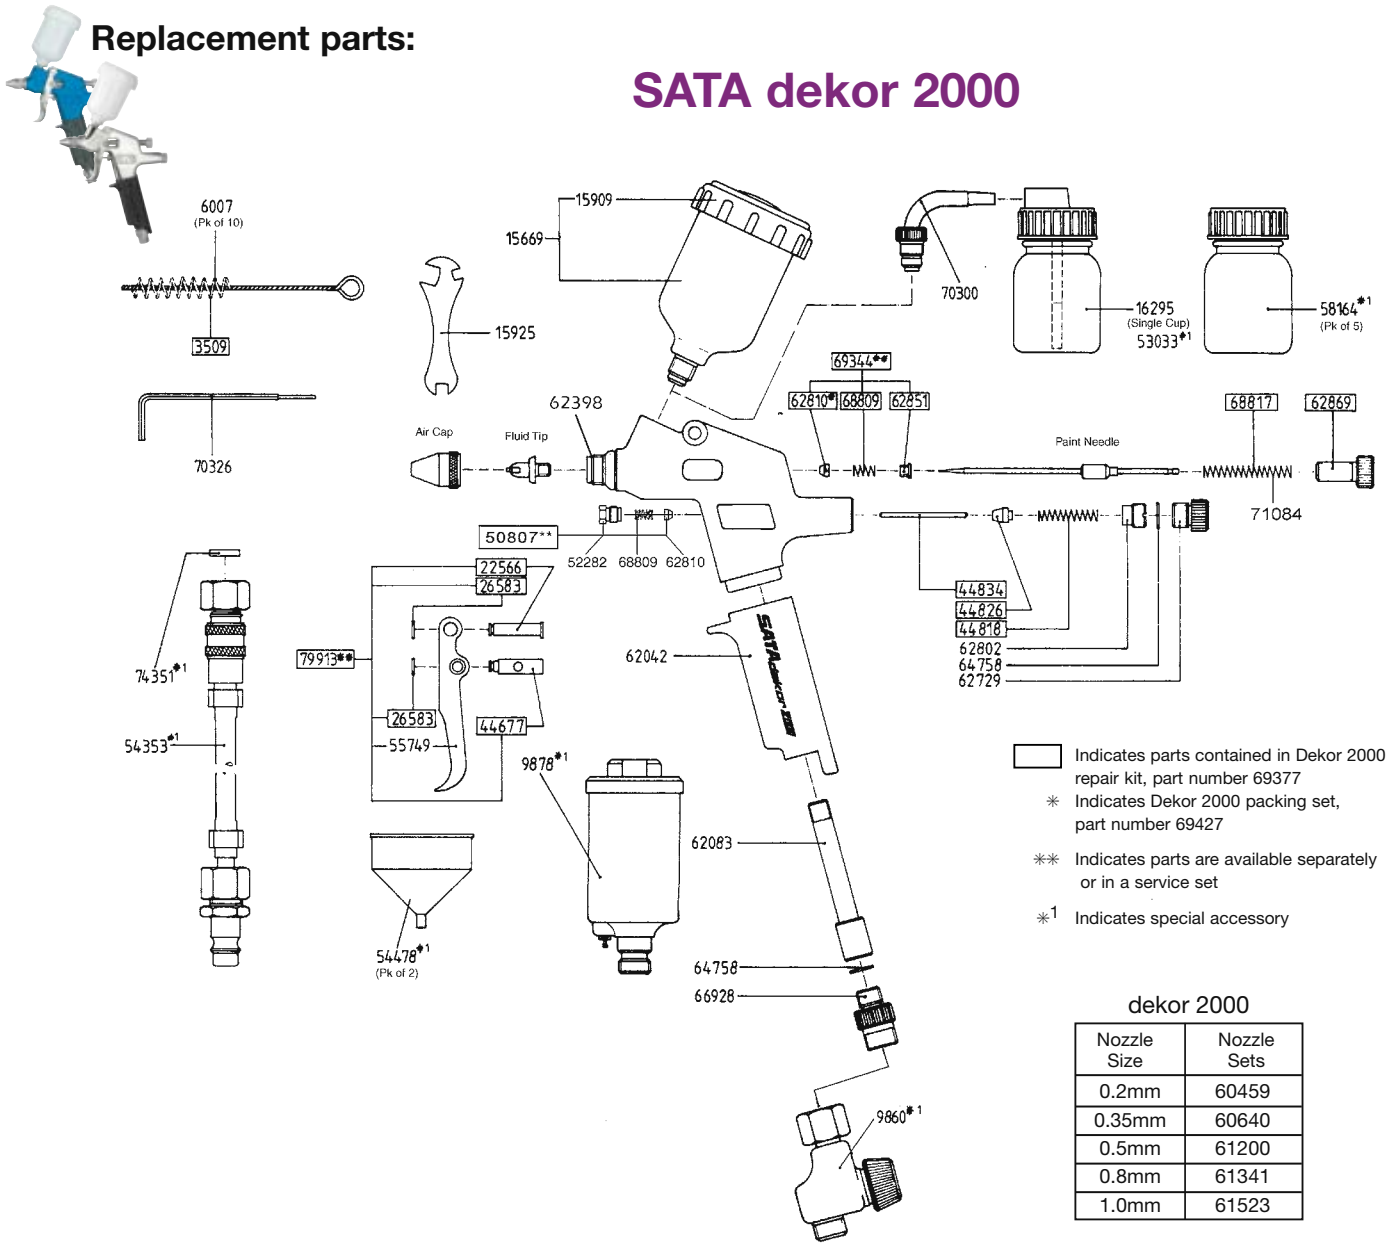 Replacement parts:
SATA dekor 2000
6007
(Pk of 10)
3509
70326
15925
15909
15669
70300
16295
(Single Cup)
53033*1
58164*1
(Pk of 5)
69344**
62810* 68809 62851
68817 62869
62398
Air Cap
Fluid Tip
Paint Needle
71084
50807**
52282 68809 62810
22566
26583
79913**
26583
55749
44677
44834
44826
44818
62802
64758
62729
62042
SATA dekor 2000
74351*1
54353*1
9878*1
54478*1
(Pk of 2)
62083
64758
66928
9860*1
Indicates parts contained in Dekor 2000
repair kit, part number 69377
* Indicates Dekor 2000 packing set,
part number 69427
** Indicates parts are available separately
or in a service set
*1 Indicates special accessory
dekor 2000
Nozzle Size Nozzle Sets
0.2mm 60459
0.35mm 60640
0.5mm 61200
0.8mm 61341
1.0mm 61523